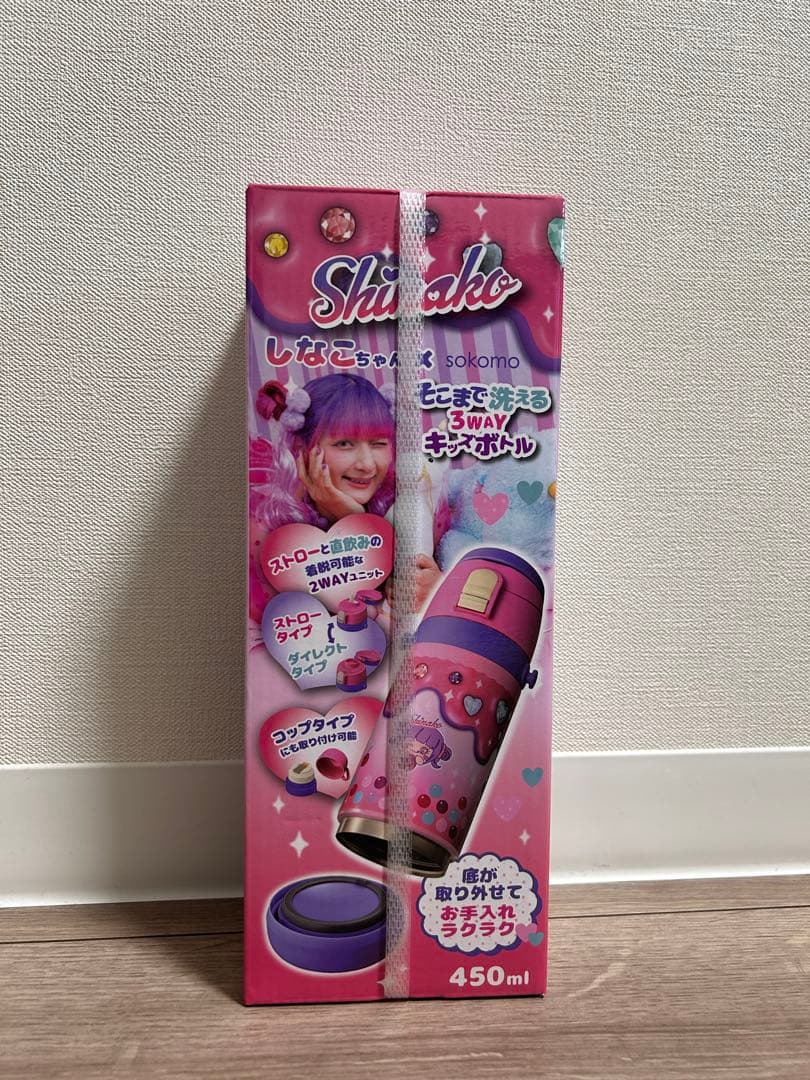 Shinako
しなこちゃん× sokomo
そこまで洗える
3WAY
キッズボトル
ストローと直飲みの
着脱可能な
2WAYユニット
ストロー
タイプ
ダイレクト
タイプ
コップタイプ
にも取り付け可能
Shinako
底が
取り外せて
お手入れ
ラクラク
450ml